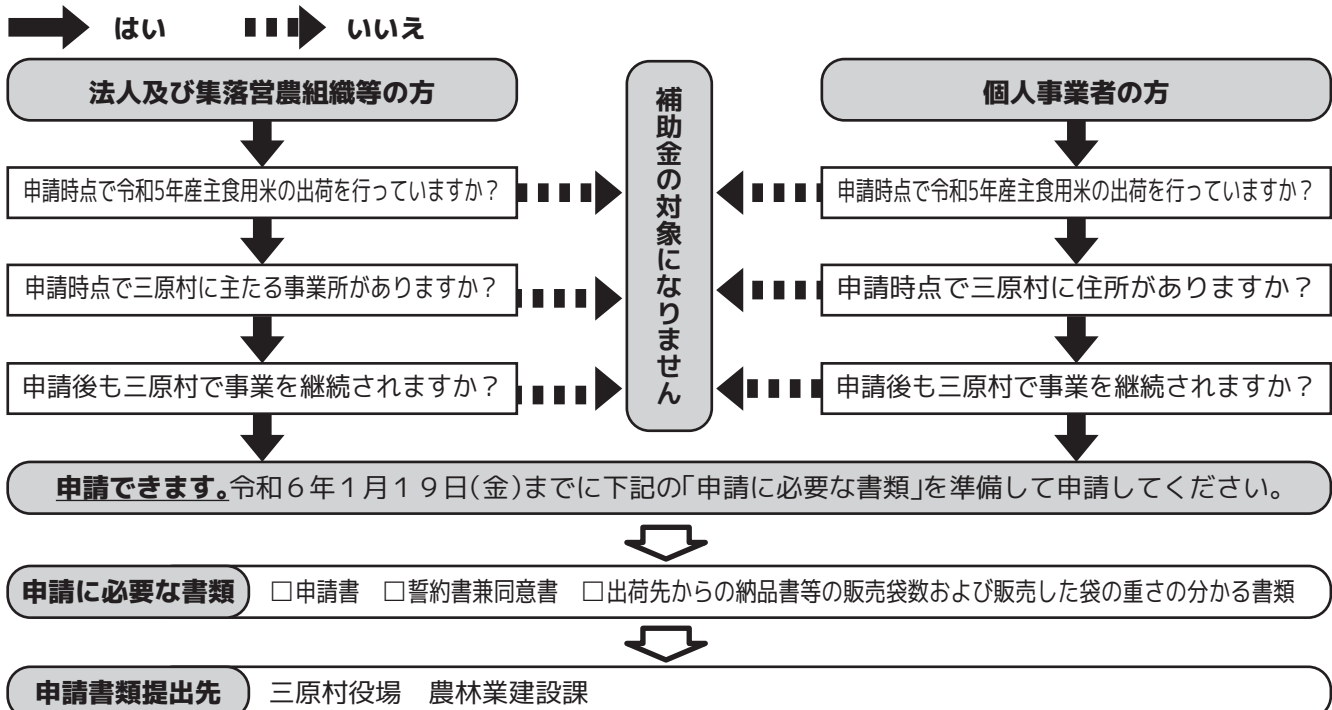 はい
いいえ
法人及び集落営農組織等の方
申請時点で令和5年産主食用米の出荷を行っていますか？
申請時点で三原村に主たる事業所がありますか？
申請後も三原村で事業を継続されますか？
補助金の対象になりません
個人事業者の方
申請時点で令和5年産主食用米の出荷を行っていますか？
申請時点で三原村に住所がありますか？
申請後も三原村で事業を継続されますか？
申請できます。令和６年１月１９日(金)までに下記の「申請に必要な書類」を準備して申請してください。
申請に必要な書類　□申請書　□誓約書兼同意書　□出荷先からの納品書等の販売袋数および販売した袋の重さの分かる書類
申請書類提出先　三原村役場　農林業建設課